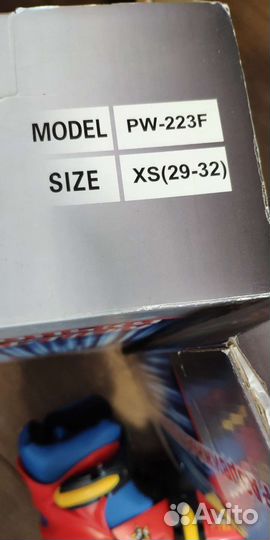 MODEL PW-223F
SIZE XS(29-32)
Avito